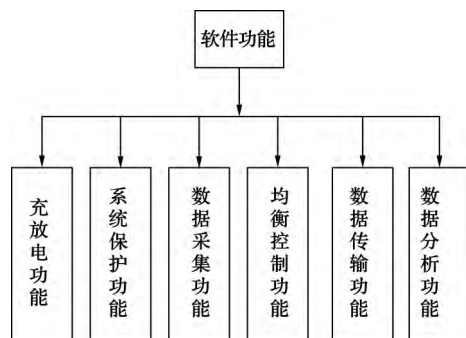 软件功能
充放电功能
系统保护功能
数据采集功能
均衡控制功能
数据传输功能
数据分析功能